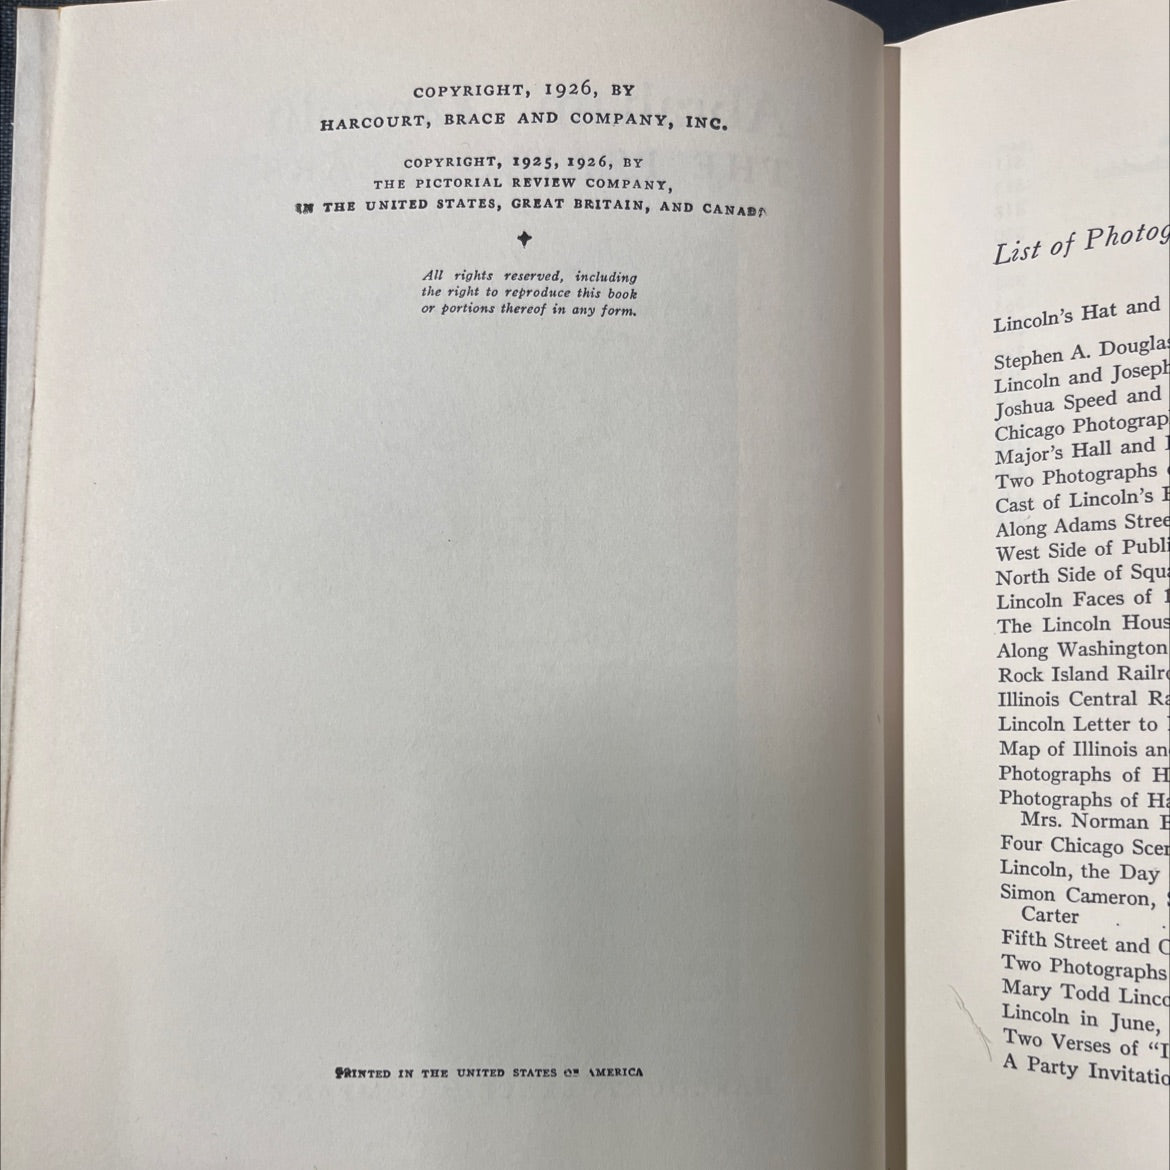 COPYRIGHT, 1926, BY
HARCOURT, BRACE AND COMPANY, INC.
COPYRIGHT, 1925, 1926, BY
THE PICTORIAL REVIEW COMPANY,
IN THE UNITED STATES, GREAT BRITAIN, AND CANADA
All rights reserved, including
the right to reproduce this book
or portions thereof in any form.
PRINTED IN THE UNITED STATES OF AMERICA
List of Photog
Lincoln's Hat and
Stephen A. Douglas
Lincoln and Joseph
Joshua Speed and
Chicago Photograp
Major's Hall and
Two Photographs
Cast of Lincoln's
Along Adams Stree
West Side of Publi
North Side of Squa
Lincoln Faces of 1
The Lincoln Hous
Along Washington
Rock Island Railro
Illinois Central Ra
Lincoln Letter to
Map of Illinois an
Photographs of H
Photographs of Ha
Mrs. Norman B
Four Chicago Scen
Lincoln, the Day
Simon Cameron, S
Carter
Fifth Street and C
Two Photographs
Mary Todd Linco
Lincoln in June,
Two Verses of “I
A Party Invitatio